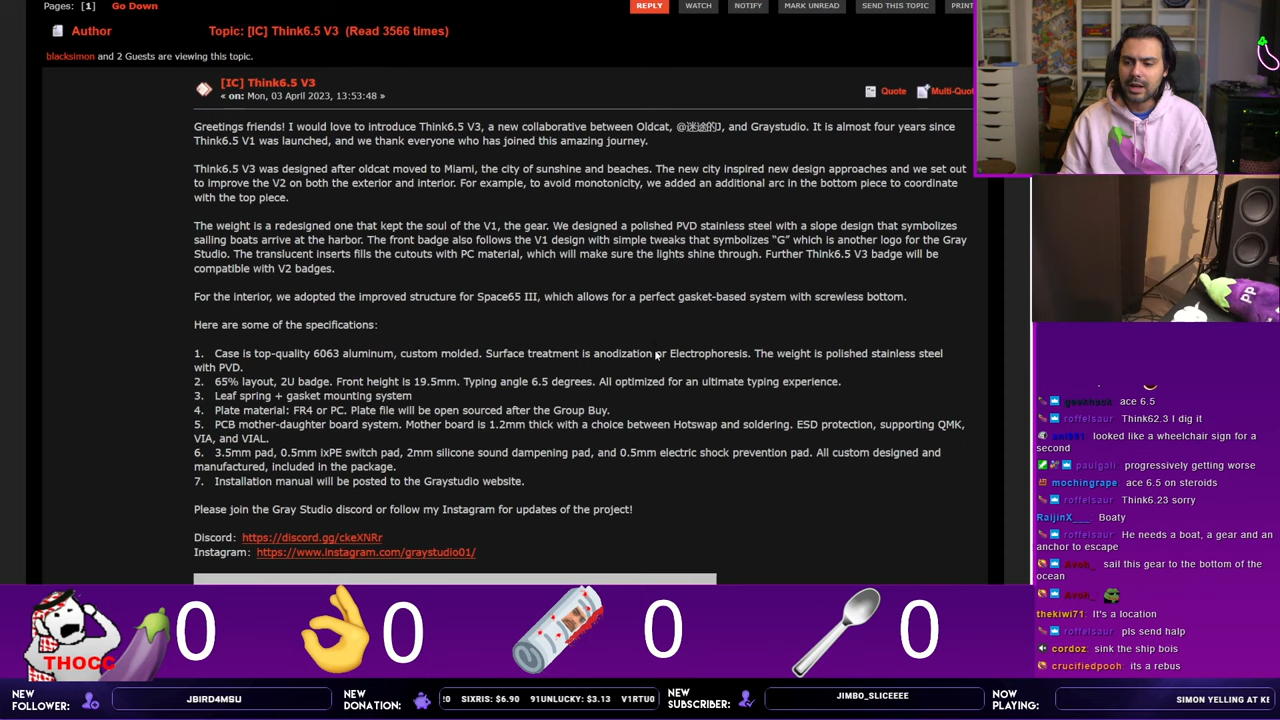 Pages: [1] Go Down
REPLY WATCH NOTIFY MARK UNREAD SEND THIS TOPIC PRIN
Author Topic: [IC] Think6.5 V3 (Read 3566 times)
blacksimon and 2 Guests are viewing this topic.
[IC] Think6.5 V3
« on: Mon, 03 April 2023, 13:53:48 »
Quote Multi-Quot
Greetings friends! I would love to introduce Think6.5 V3, a new collaborative between Oldcat, @迷途的J, and Graystudio. It is almost four years since
Think6.5 V1 was launched, and we thank everyone who has joined this amazing journey.
Think6.5 V3 was designed after oldcat moved to Miami, the city of sunshine and beaches. The new city inspired new design approaches and we set out
to improve the V2 on both the exterior and interior. For example, to avoid monotonicity, we added an additional arc in the bottom piece to coordinate
with the top piece.
The weight is a redesigned one that kept the soul of the V1, the gear. We designed a polished PVD stainless steel with a slope design that symbolizes
sailing boats arrive at the harbor. The front badge also follows the V1 design with simple tweaks that symbolizes “G” which is another logo for the Gray
Studio. The translucent inserts fills the cutouts with PC material, which will make sure the lights shine through. Further Think6.5 V3 badge will be
compatible with V2 badges.
For the interior, we adopted the improved structure for Space65 III, which allows for a perfect gasket-based system with screwless bottom.
Here are some of the specifications:
1. Case is top-quality 6063 aluminum, custom molded. Surface treatment is anodization or Electrophoresis. The weight is polished stainless steel
with PVD.
2. 65% layout, 2U badge. Front height is 19.5mm. Typing angle 6.5 degrees. All optimized for an ultimate typing experience.
3. Leaf spring + gasket mounting system
4. Plate material: FR4 or PC. Plate file will be open sourced after the Group Buy.
5. PCB mother-daughter board system. Mother board is 1.2mm thick with a choice between Hotswap and soldering. ESD protection, supporting QMK,
VIA, and VIAL.
6. 3.5mm pad, 0.5mm ixPE switch pad, 2mm silicone sound dampening pad, and 0.5mm electric shock prevention pad. All custom designed and
manufactured, included in the package.
7. Installation manual will be posted to the Graystudio website.
Please join the Gray Studio discord or follow my Instagram for updates of the project!
Discord: https://discord.gg/ckeXNRr
Instagram: https://www.instagram.com/graystudio01/
PP
geekhack: ace 6.5
roffelsaur: Think62.3 I dig it
looked like a wheelchair sign for a
second
paulgali: progressively getting worse
mochingrape: ace 6.5 on steroids
roffelsaur: Think6.23 sorry
RaijinX___: Boaty
roffelsaur: He needs a boat, a gear and an
anchor to escape
Avoh_: sail this gear to the bottom of the
ocean
Avoh_:
thekiwi71: It's a location
roffelsaur: pls send halp
cordoz: sink the ship bois
crucifiedpooh: its a rebus
THOCC 0 0 0 0
NEW FOLLOWER: JBIRD4MSU
NEW DONATION: :0 SIXRIS: $6.90 91UNLUCKY: $3.13 V1RTU0
NEW SUBSCRIBER: JIMBO_SLICEEEE
NOW PLAYING: SIMON YELLING AT KE